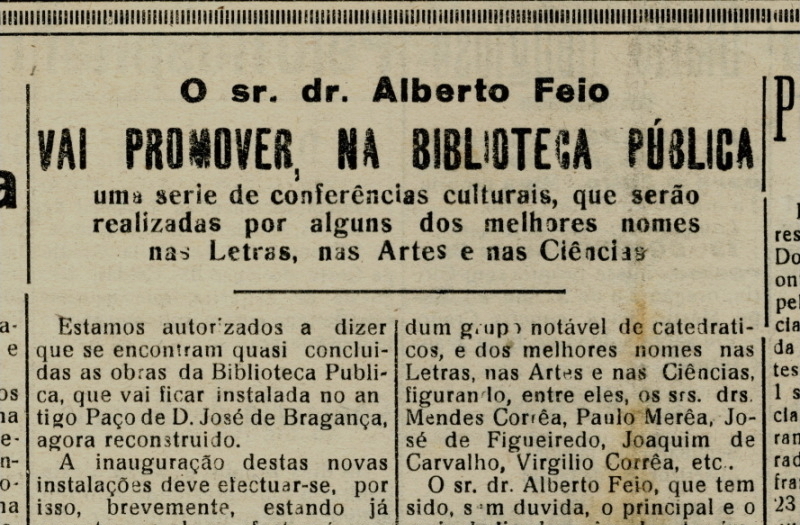 O sr. dr. Alberto Feio
VAI PROMOVER, NA BIBLIOTECA PÚBLICA
uma serie de conferências culturais, que serão
realizadas por alguns dos melhores nomes
nas Letras, nas Artes e nas Ciências
Estamos autorizados a dizer
que se encontram quasi conclui-
das as obras da Biblioteca Publi-
ca, que vai ficar instalada no an
tigo Paço de D. José de Bragança,
agora reconstruido.
A inauguração destas novas
instalações deve efectuar-se, por
isso, brevemente, estando já
dum grupo notável de catedrati-
cos, e dos melhores nomes nas
Letras, nas Artes e nas Ciências,
figurando, entre eles, os srs. drs.
Mendes Corrêa, Paulo Merêa, Jo-
sé de Figueiredo, Joaquim de
Carvalho, Virgilio Corrêa, etc..
O sr. dr. Alberto Feio, que tem
sido, sem duvida, o principal e o